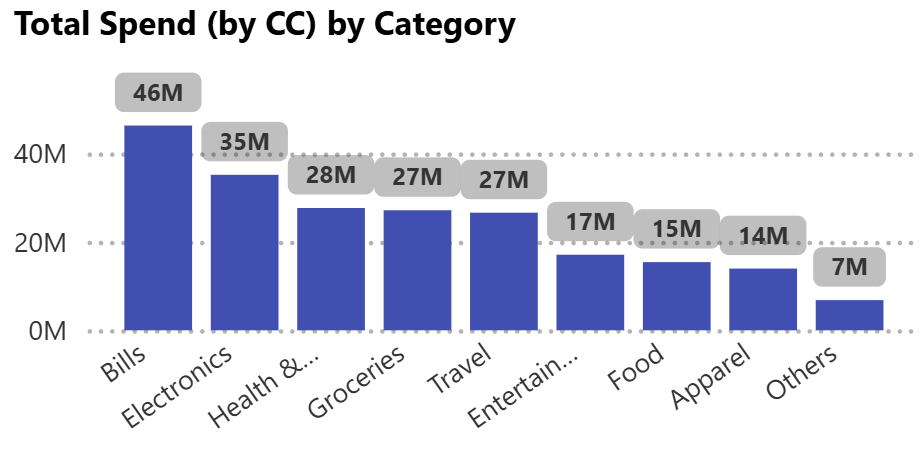 Total Spend (by CC) by Category
46M
35M
28M
27M
27M
17M
15M
14M
7M
40M
20M
0M
Bills
Electronics
Health &...
Groceries
Travel
Entertain...
Food
Apparel
Others